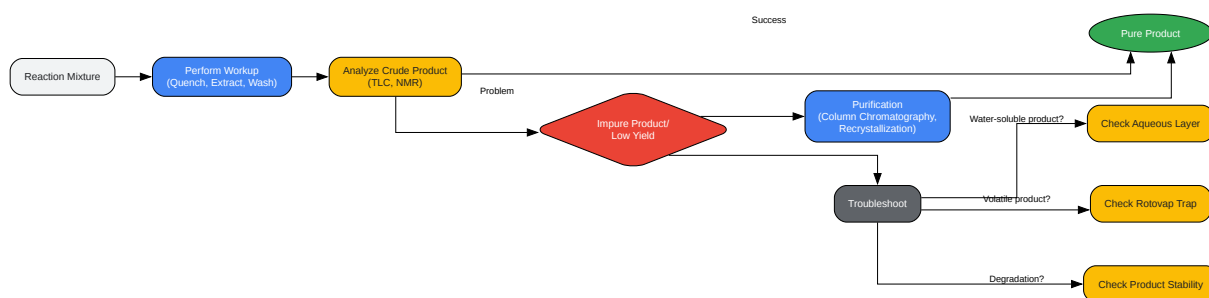 Success
Pure Product
Reaction Mixture
Perform Workup
(Quench, Extract, Wash)
Analyze Crude Product
(TLC, NMR)
Problem
Impure Product/
Low Yield
Purification
(Column Chromatography,
Recrystallization)
Water-soluble product?
Check Aqueous Layer
Troubleshoot
Volatile product?
Check Rotovap Trap
Degradation?
Check Product Stability